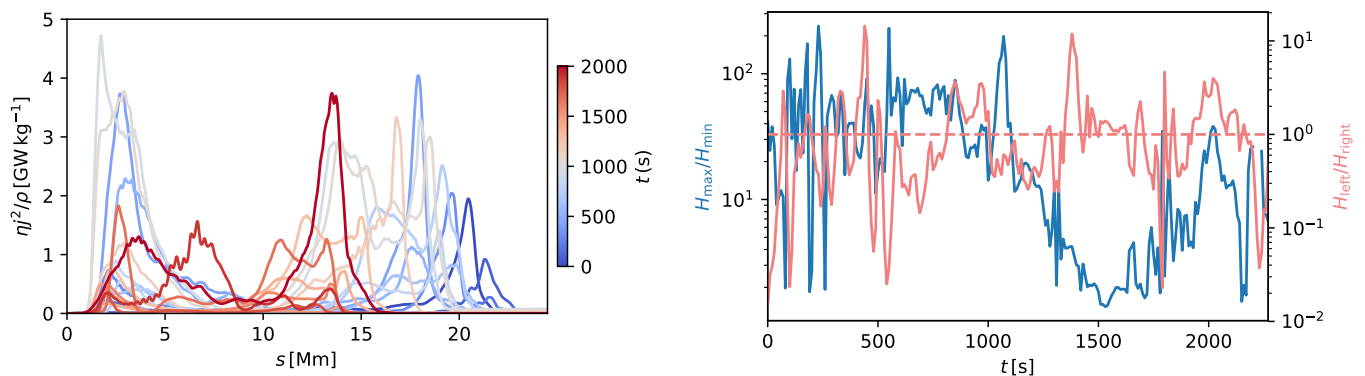 5
4
3
2
1
0
ηj²/ρ [GW kg⁻¹]
0 5 10 15 20
s [Mm]
2000
1500
1000
500
0
t (s)
10²
10¹
H_max/H_min
0 500 1000 1500 2000
t [s]
10¹
10⁰
10⁻¹
10⁻²
H_left/H_right